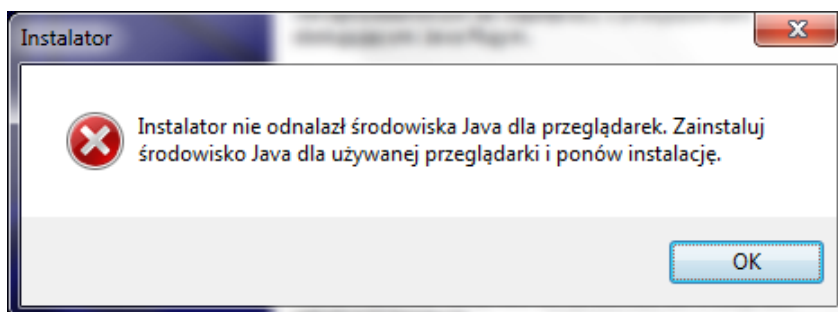 Instalator
Instalator nie odnalazł środowiska Java dla przeglądarek. Zainstaluj
środowisko Java dla używanej przeglądarki i ponów instalację.
OK